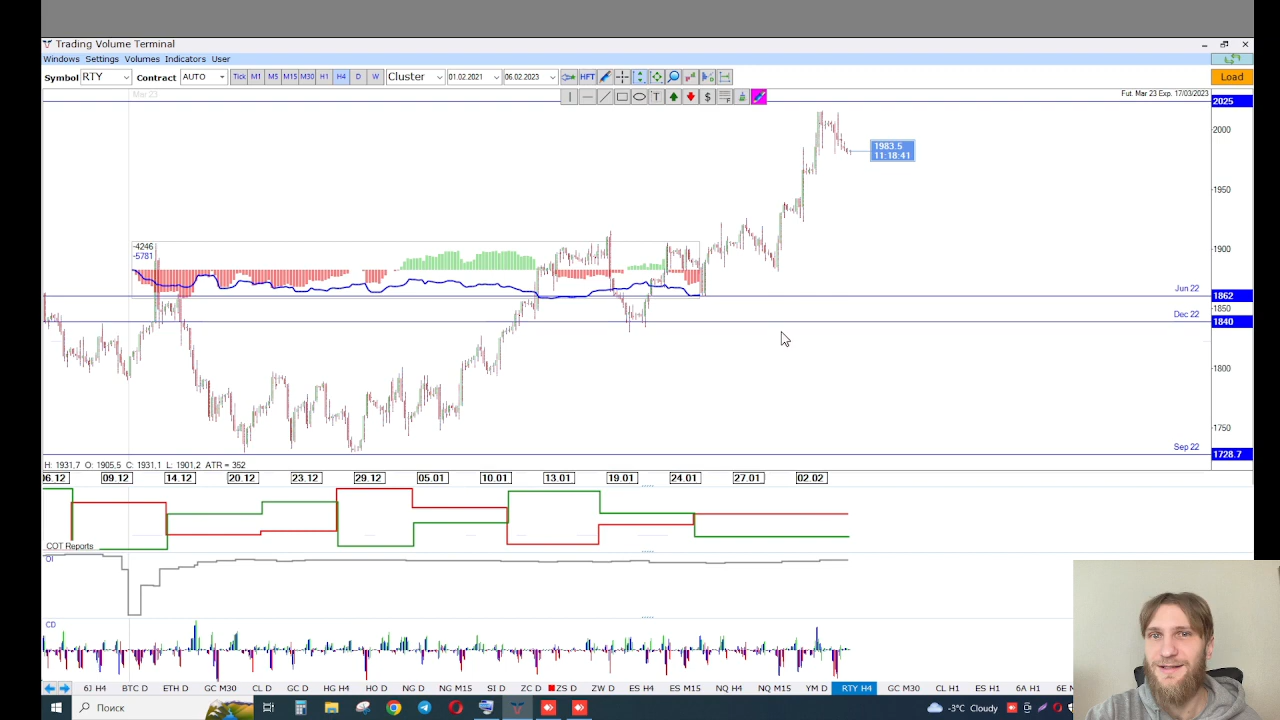 Trading Volume Terminal
Windows Settings Volumes Indicators User
Symbol RTY Contract AUTO Tick M1 M5 M15 M30 H1 H4 D W Cluster 01.02.2021 06.02.2023 HFT Load
T $
Mar 23 Fut. Mar 23 Exp. 17/03/2023 2025
2000
1983.5
11:18:41
1950
-4246
1900
-5781
Jun 22
1862
1850
Dec 22
1840
1800
1750
Sep 22
1728.7
H: 1931,7 O: 1905,5 C: 1931,1 L: 1901,2 ATR = 352
06.12 09.12 14.12 20.12 23.12 29.12 05.01 10.01 13.01 19.01 24.01 27.01 02.02
COT Reports
OI
CD
6J H4 BTC D ETH D GC M30 CL D GC D HG H4 HO D NG D NG M15 SI D ZC D ZS D ZW D ES H4 ES M15 NQ H4 NQ M15 YM D RTY H4 GC M30 CL H1 ES H1 6A H1 6E M
Поиск -3°C Cloudy